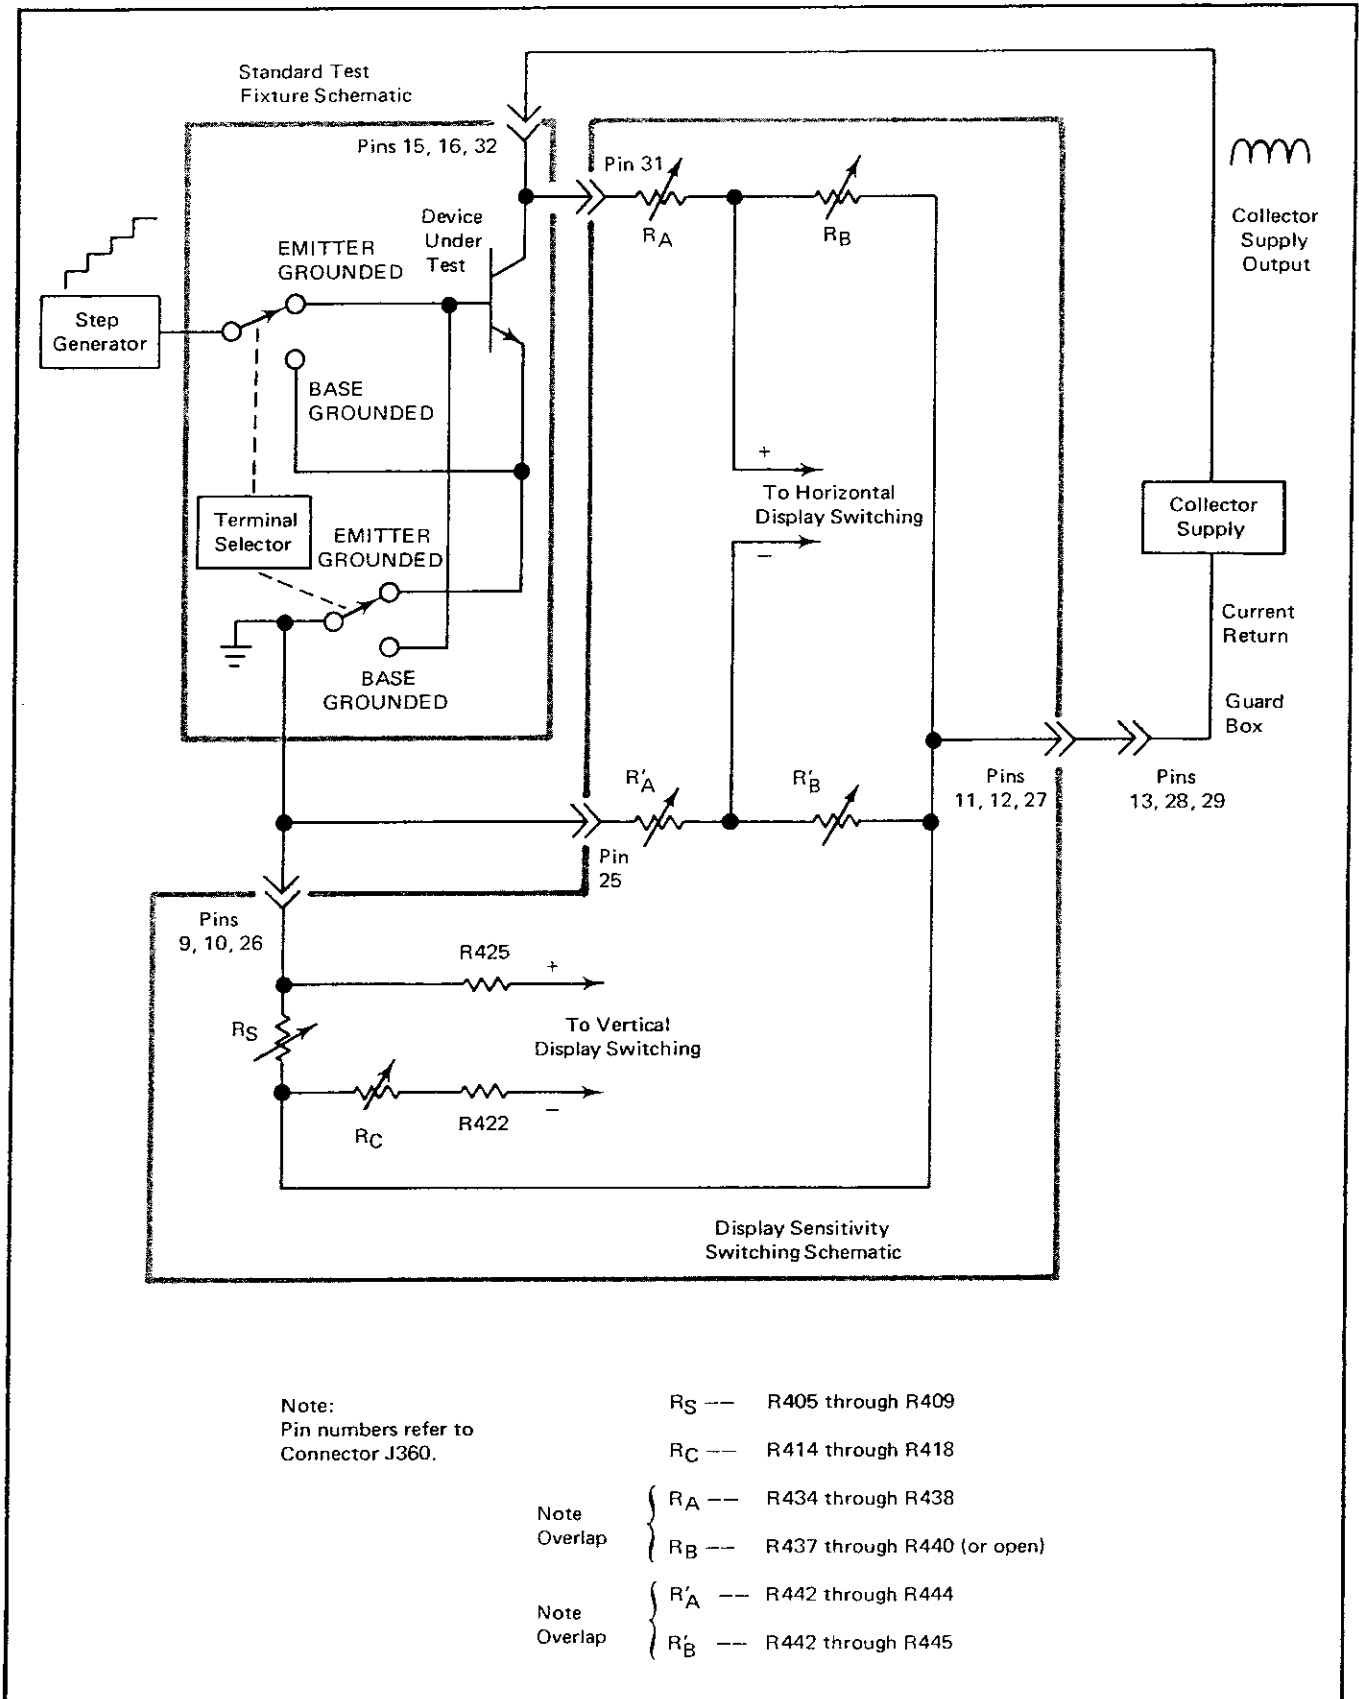 Standard Test
Fixture Schematic
Pins 15, 16, 32
Pin 31
RA
RB
Collector
Supply
Output
Device
Under
Test
EMITTER
GROUNDED
Step
Generator
BASE
GROUNDED
+
To Horizontal
Display Switching
−
Collector
Supply
Terminal
Selector
EMITTER
GROUNDED
BASE
GROUNDED
Current
Return
Guard
Box
R'A
R'B
Pins
11, 12, 27
Pins
13, 28, 29
Pin
25
Pins
9, 10, 26
R425
+
RS
To Vertical
Display Switching
RC
R422
−
Display Sensitivity
Switching Schematic
Note:
Pin numbers refer to
Connector J360.
RS –– R405 through R409
RC –– R414 through R418
Note
Overlap
RA –– R434 through R438
RB –– R437 through R440 (or open)
Note
Overlap
R'A –– R442 through R444
R'B –– R442 through R445